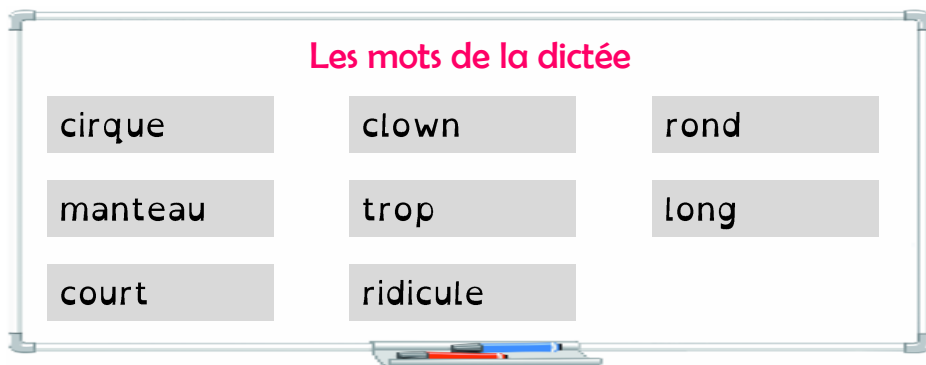 Les mots de la dictée
cirque clown rond
manteau trop long
court ridicule